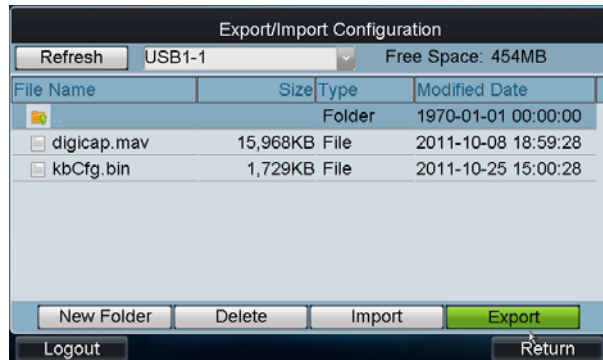 Export/Import Configuration
Refresh USB1-1 Free Space: 454MB
File Name Size Type Modified Date
.. Folder 1970-01-01 00:00:00
digicap.mav 15,968KB File 2011-10-08 18:59:28
kbCfg.bin 1,729KB File 2011-10-25 15:00:28
New Folder Delete Import Export
Logout Return